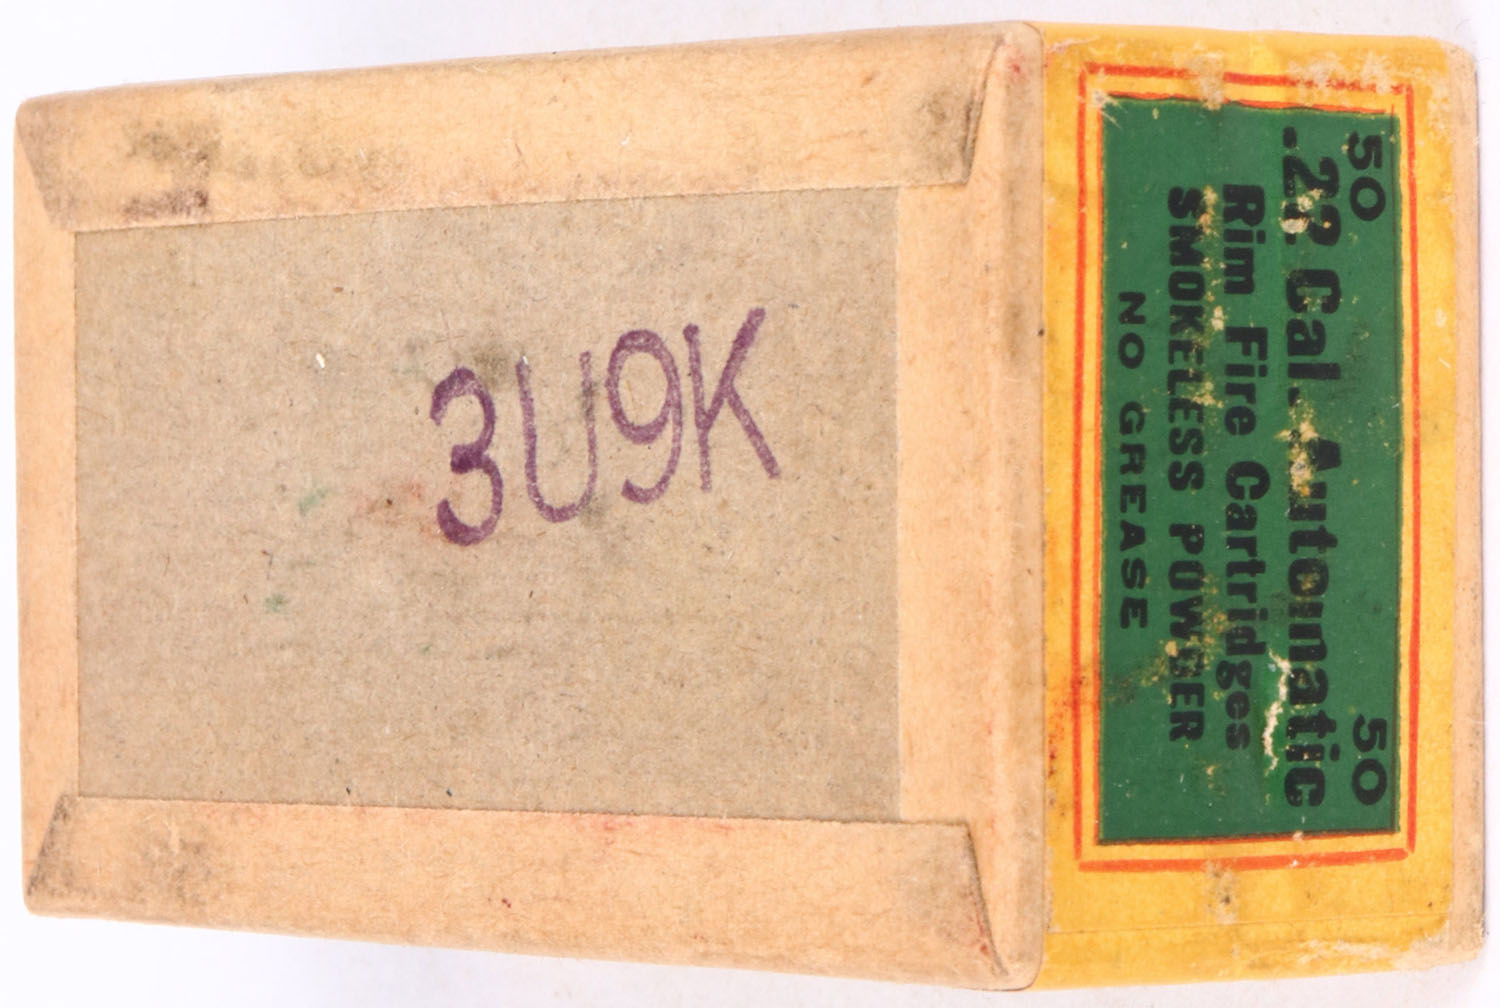 50 50
.22 Cal. Automatic
Rim Fire Cartridges
SMOKELESS POWDER
NO GREASE
3U9K